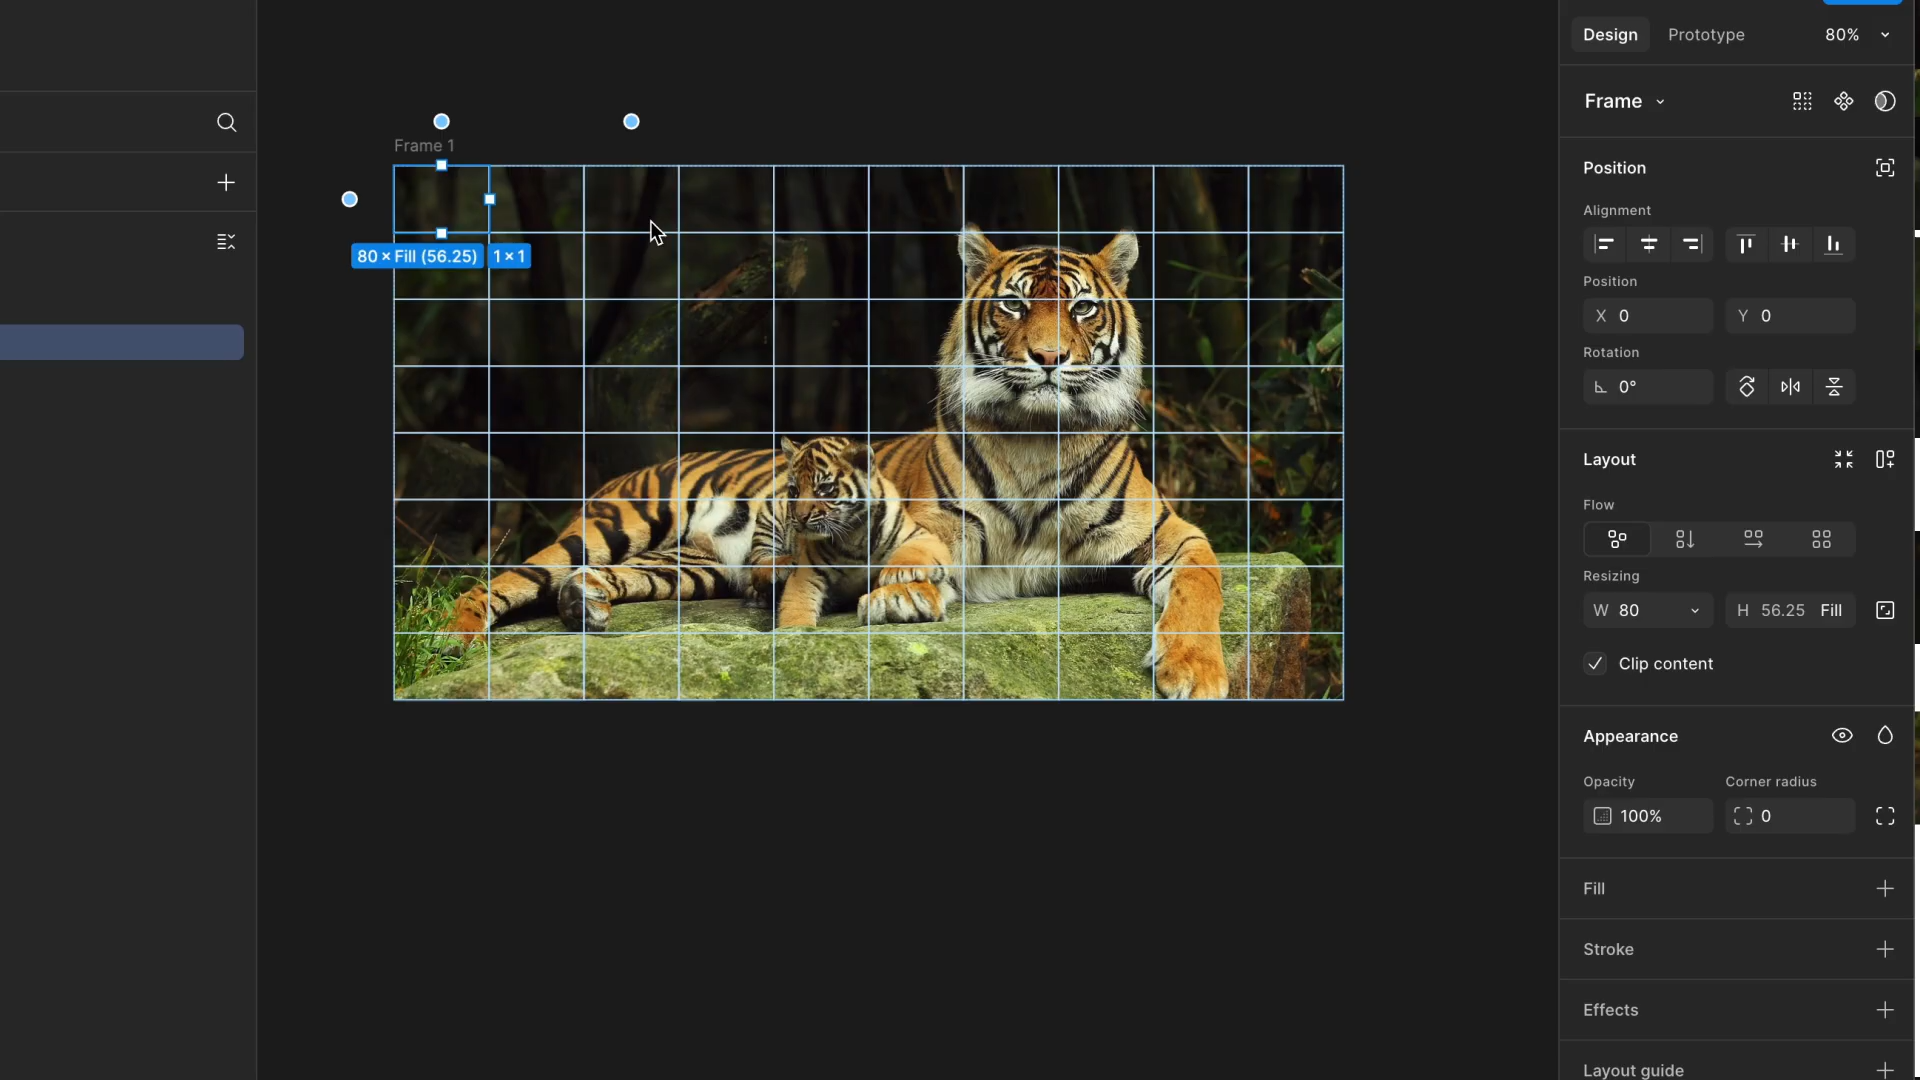 Design Prototype 80%
Frame
Frame 1
Position
Alignment
80 × Fill (56.25) 1 × 1
Position
X 0 Y 0
Rotation
0°
Layout
Flow
Resizing
W 80 H 56.25 Fill
Clip content
Appearance
Opacity Corner radius
100% 0
Fill
Stroke
Effects
Layout guide